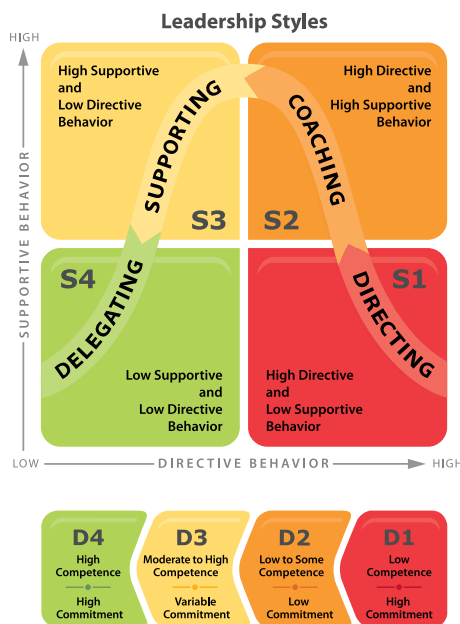 Leadership Styles
HIGH
High Supportive
and
Low Directive
Behavior
High Directive
and
High Supportive
Behavior
SUPPORTING
COACHING
S3
S2
SUPPORTIVE BEHAVIOR
S4
S1
DELEGATING
DIRECTING
Low Supportive
and
Low Directive
Behavior
High Directive
and
Low Supportive
Behavior
LOW
DIRECTIVE BEHAVIOR
HIGH
D4
High
Competence
High
Commitment
D3
Moderate to High
Competence
Variable
Commitment
D2
Low to Some
Competence
Low
Commitment
D1
Low
Competence
High
Commitment